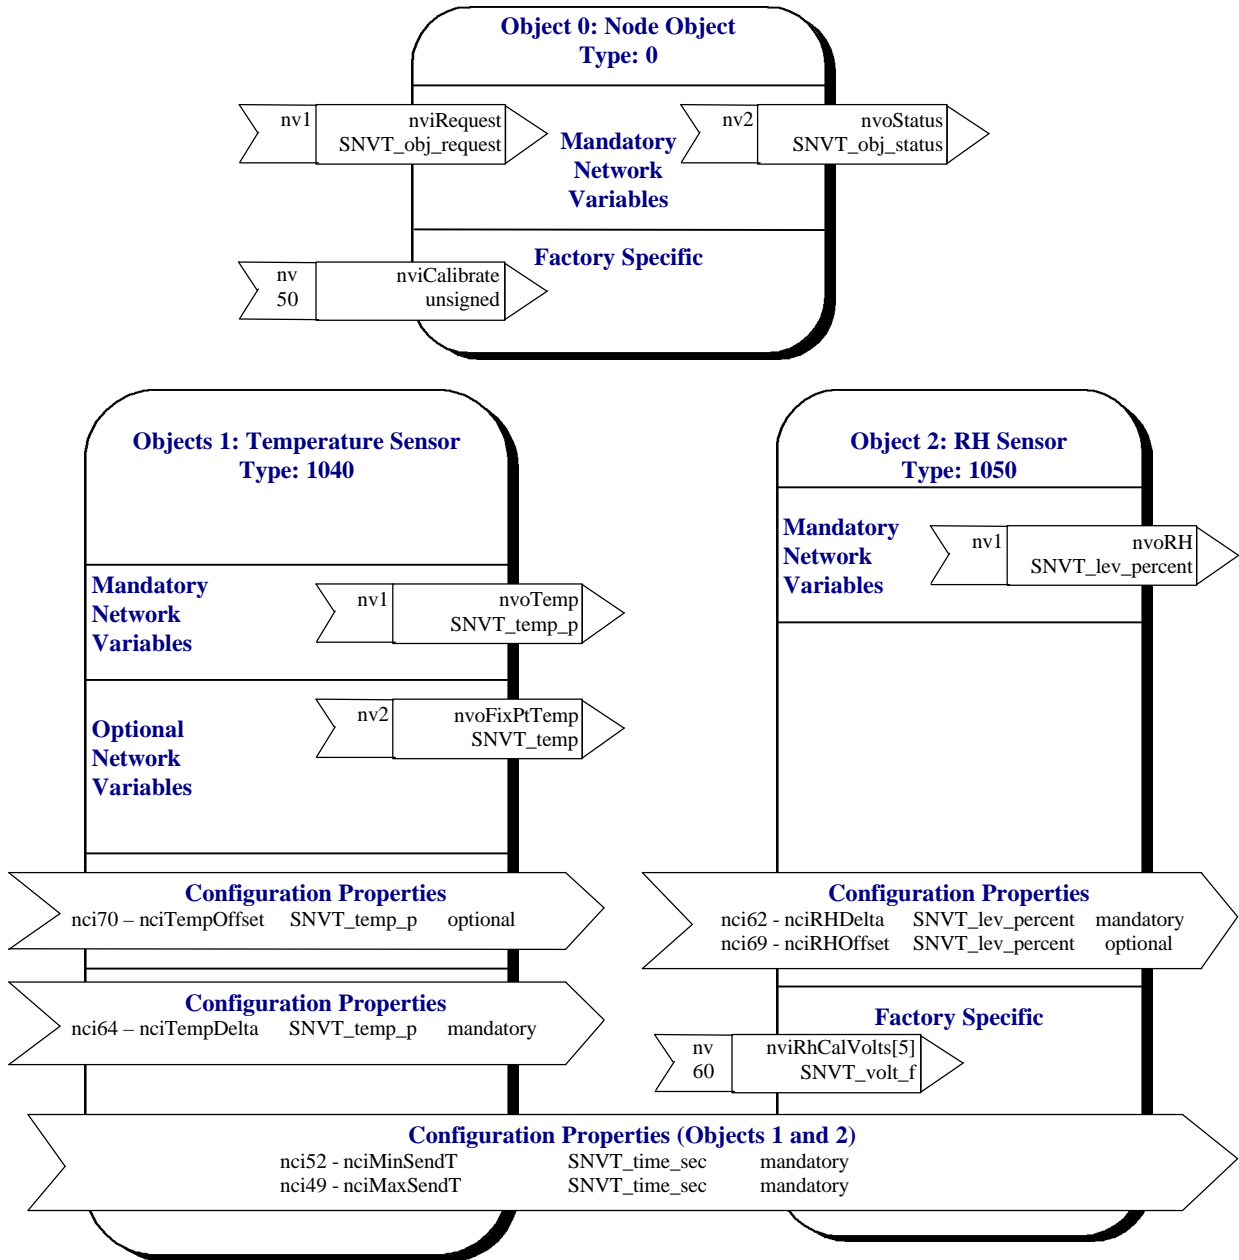 Object 0: Node Object
Type: 0
nv1
nviRequest
SNVT_obj_request
Mandatory
Network
Variables
nv2
nvoStatus
SNVT_obj_status
Factory Specific
nv
50
nviCalibrate
unsigned
Objects 1: Temperature Sensor
Type: 1040
Mandatory
Network
Variables
nv1
nvoTemp
SNVT_temp_p
Optional
Network
Variables
nv2
nvoFixPtTemp
SNVT_temp
Configuration Properties
nci70 – nciTempOffset SNVT_temp_p optional
Configuration Properties
nci64 – nciTempDelta SNVT_temp_p mandatory
Object 2: RH Sensor
Type: 1050
Mandatory
Network
Variables
nv1
nvoRH
SNVT_lev_percent
Configuration Properties
nci62 - nciRHDelta SNVT_lev_percent mandatory
nci69 - nciRHOffset SNVT_lev_percent optional
Factory Specific
nv
60
nviRhCalVolts[5]
SNVT_volt_f
Configuration Properties (Objects 1 and 2)
nci52 - nciMinSendT SNVT_time_sec mandatory
nci49 - nciMaxSendT SNVT_time_sec mandatory